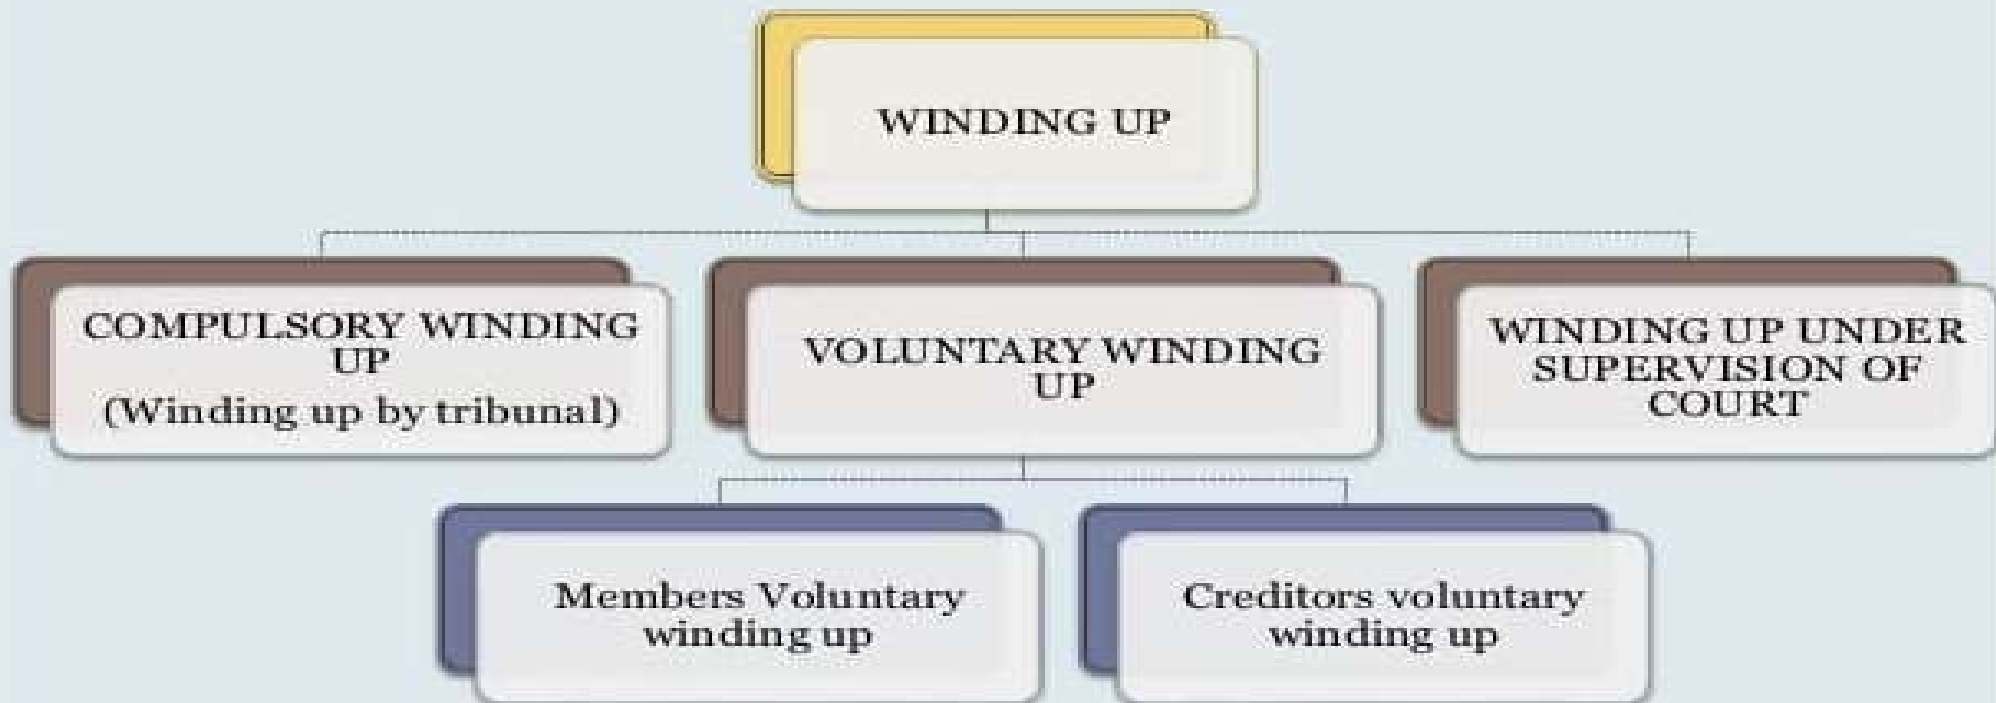 WINDING UP
COMPULSORY WINDING
UP
(Winding up by tribunal)
VOLUNTARY WINDING
UP
WINDING UP UNDER
SUPERVISION OF
COURT
Members Voluntary
winding up
Creditors voluntary
winding up